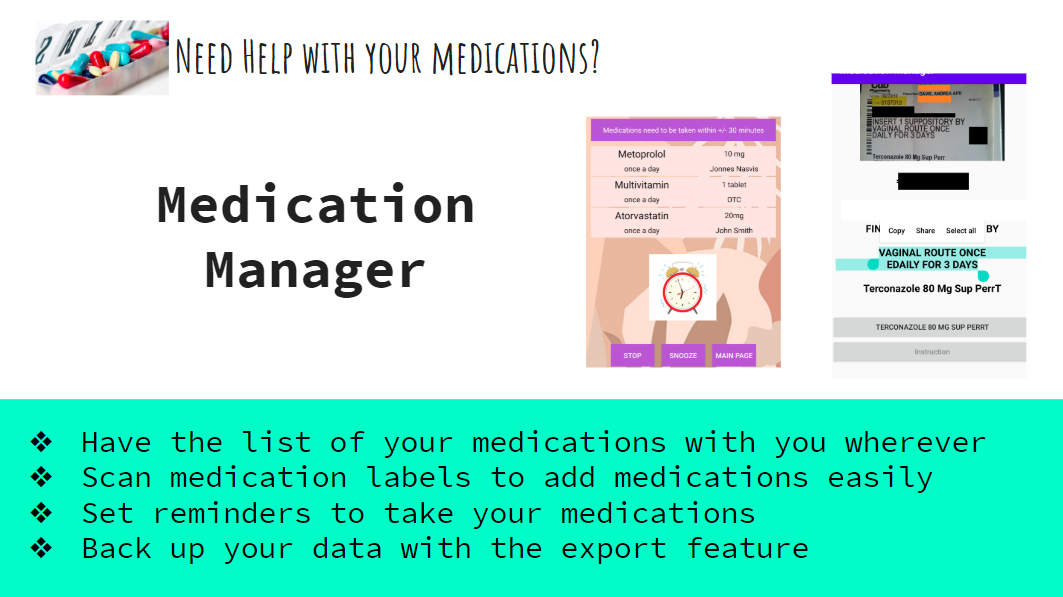 NEED HELP WITH YOUR MEDICATIONS?
Medication
Manager
Medications need to be taken within +/- 30 minutes
Metoprolol 10 mg
once a day Jonnes Nasvis
Multivitamin 1 tablet
once a day OTC
Atorvastatin 20mg
once a day John Smith
STOP SNOOZE MAIN PAGE
INSERT 1 SUPPOSITORY BY
VAGINAL ROUTE ONCE
DAILY FOR 3 DAYS
Terconazole 80 Mg Sup Perr
FIN Copy Share Select all BY
VAGINAL ROUTE ONCE
EDAILY FOR 3 DAYS
Terconazole 80 Mg Sup PerrT
TERCONAZOLE 80 MG SUP PERRT
Instruction
❖ Have the list of your medications with you wherever
❖ Scan medication labels to add medications easily
❖ Set reminders to take your medications
❖ Back up your data with the export feature